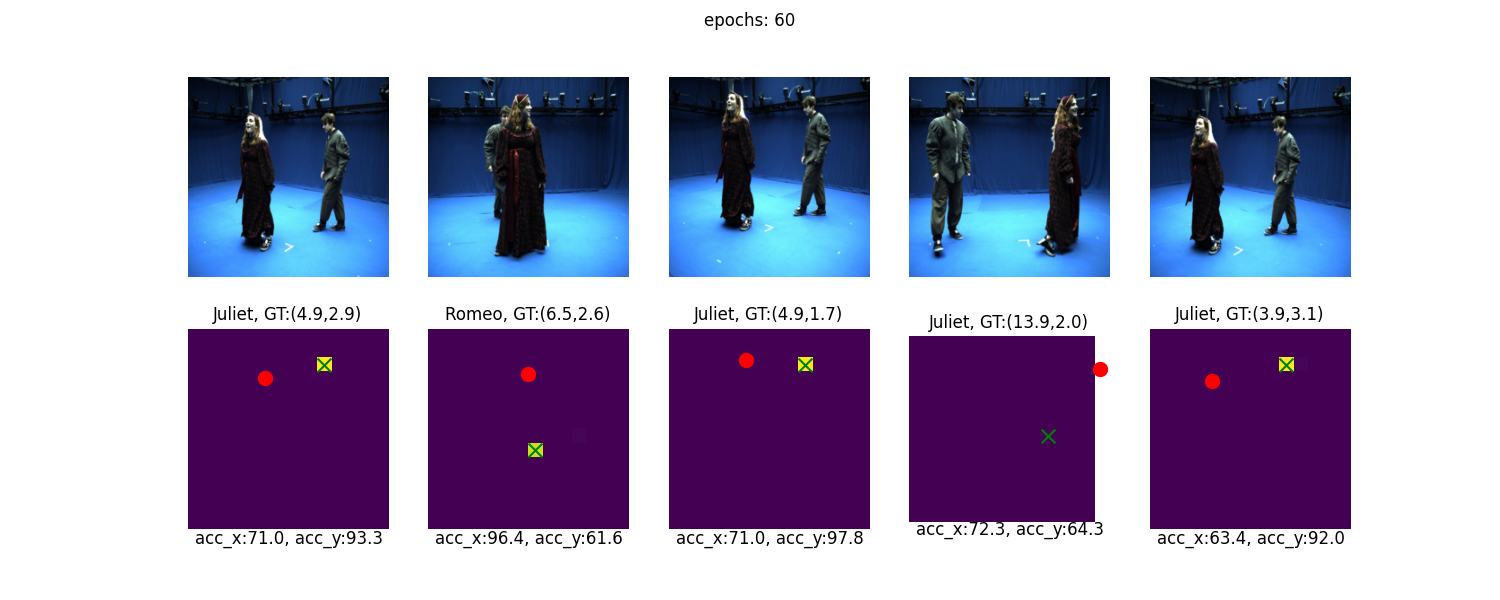 epochs: 60
Juliet, GT:(4.9,2.9)
Romeo, GT:(6.5,2.6)
Juliet, GT:(4.9,1.7)
Juliet, GT:(13.9,2.0)
Juliet, GT:(3.9,3.1)
acc_x:71.0, acc_y:93.3
acc_x:96.4, acc_y:61.6
acc_x:71.0, acc_y:97.8
acc_x:72.3, acc_y:64.3
acc_x:63.4, acc_y:92.0